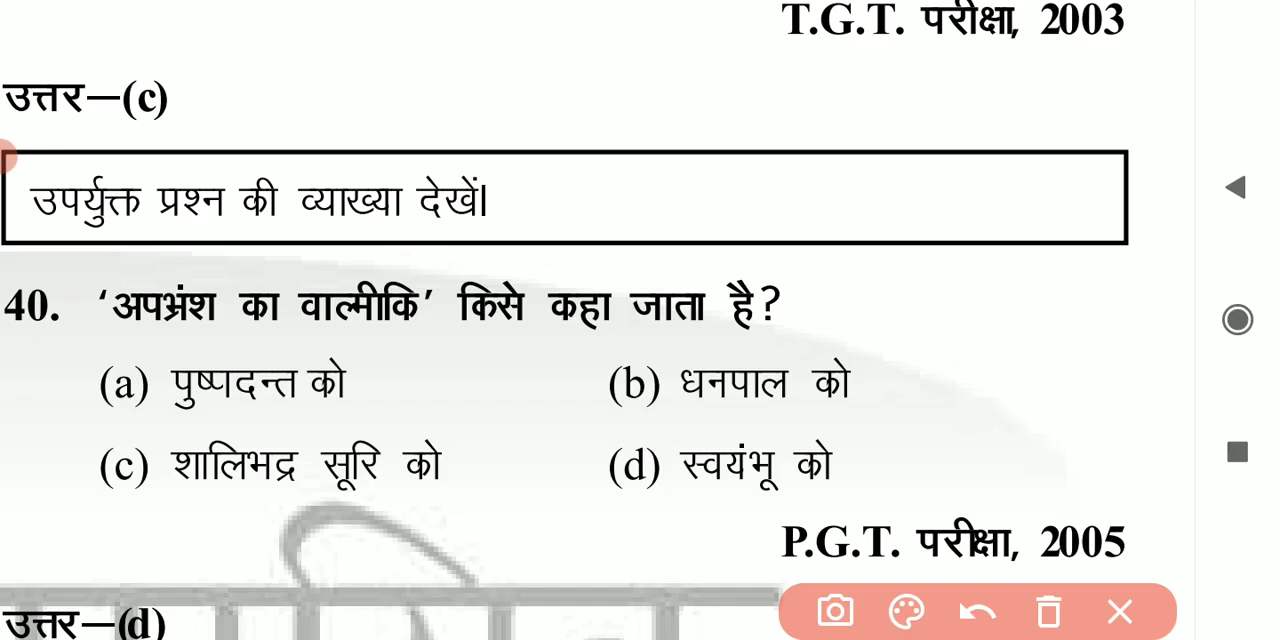 T.G.T. परीक्षा, 2003
उत्तर—(c)
उपर्युक्त प्रश्न की व्याख्या देखें।
40. ‘अपभ्रंश का वाल्मीकि’ किसे कहा जाता है?
(a) पुष्पदन्त को (b) धनपाल को
(c) शालिभद्र सूरि को (d) स्वयंभू को
P.G.T. परीक्षा, 2005
उत्तर—(d)